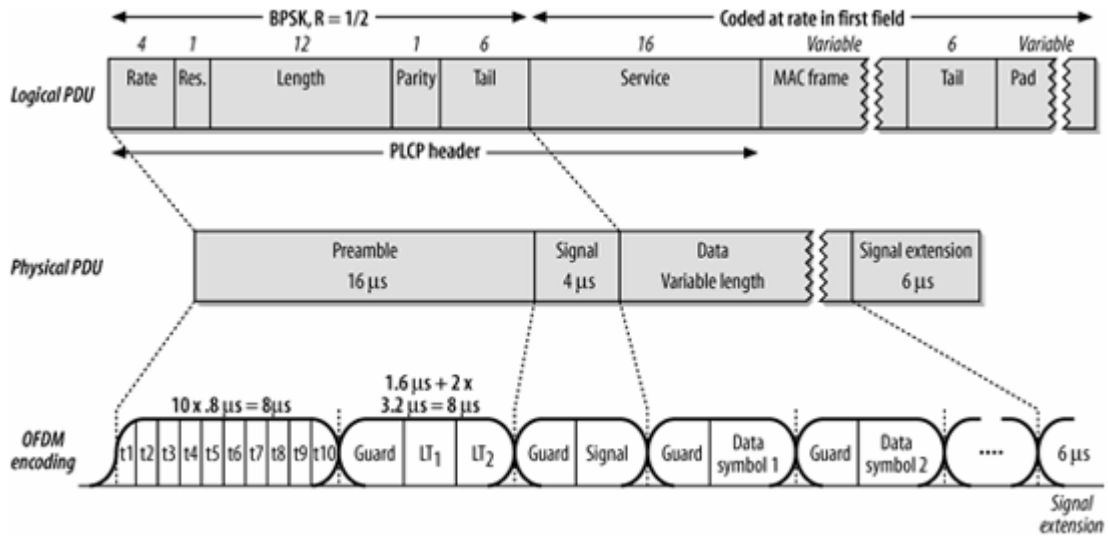 BPSK, R = 1/2 Coded at rate in first field
4 1 12 1 6 16 Variable 6 Variable
Logical PDU Rate Res. Length Parity Tail Service MAC frame Tail Pad
PLCP header
Physical PDU
Preamble
16 μs
Signal
4 μs
Data
Variable length
Signal extension
6 μs
10 x .8 μs = 8μs
1.6 μs + 2 x
3.2 μs = 8 μs
OFDM
encoding
t1 t2 t3 t4 t5 t6 t7 t8 t9 t10 Guard LT1 LT2 Guard Signal Guard
Data
symbol 1
Guard
Data
symbol 2
....
6 μs
Signal
extension